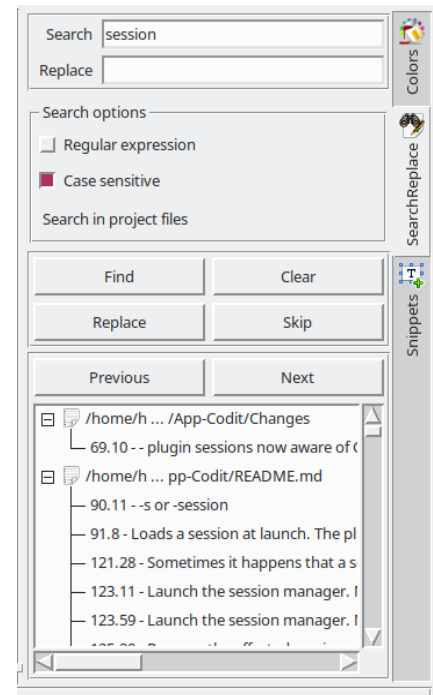 Search session
Replace
Search options
Regular expression
Case sensitive
Search in project files
Find Clear
Replace Skip
Previous Next
/home/h ... /App-Codit/Changes
69.10 - - plugin sessions now aware of
/home/h ... pp-Codit/README.md
90.11 - -s or -session
91.8 - Loads a session at launch. The pl
121.28 - Sometimes it happens that a s
123.11 - Launch the session manager.
123.59 - Launch the session manager.
Colors
SearchReplace
T
Snippets